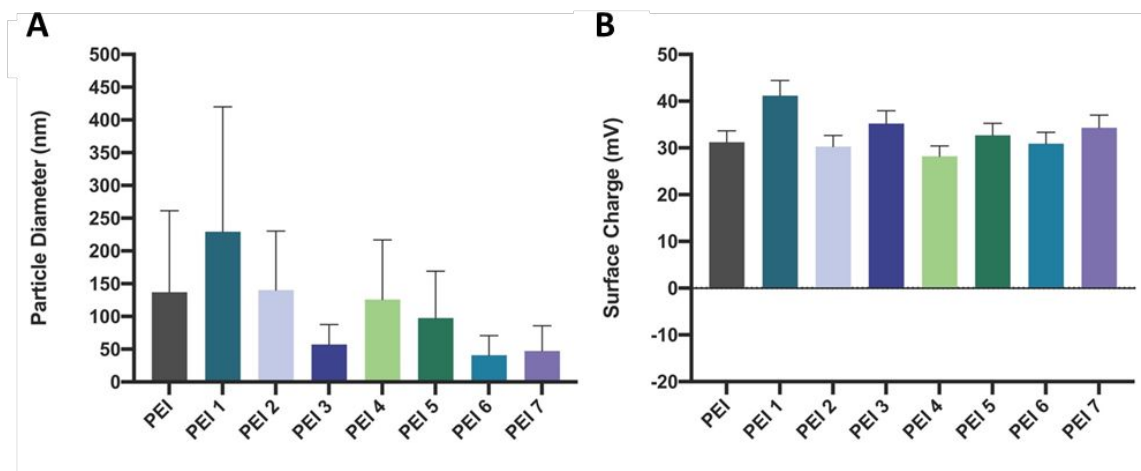 A
Particle Diameter (nm)
500
450
400
350
300
250
200
150
100
50
0
PEI
PEI 1
PEI 2
PEI 3
PEI 4
PEI 5
PEI 6
PEI 7
B
Surface Charge (mV)
50
40
30
20
10
0
-10
-20
PEI
PEI 1
PEI 2
PEI 3
PEI 4
PEI 5
PEI 6
PEI 7